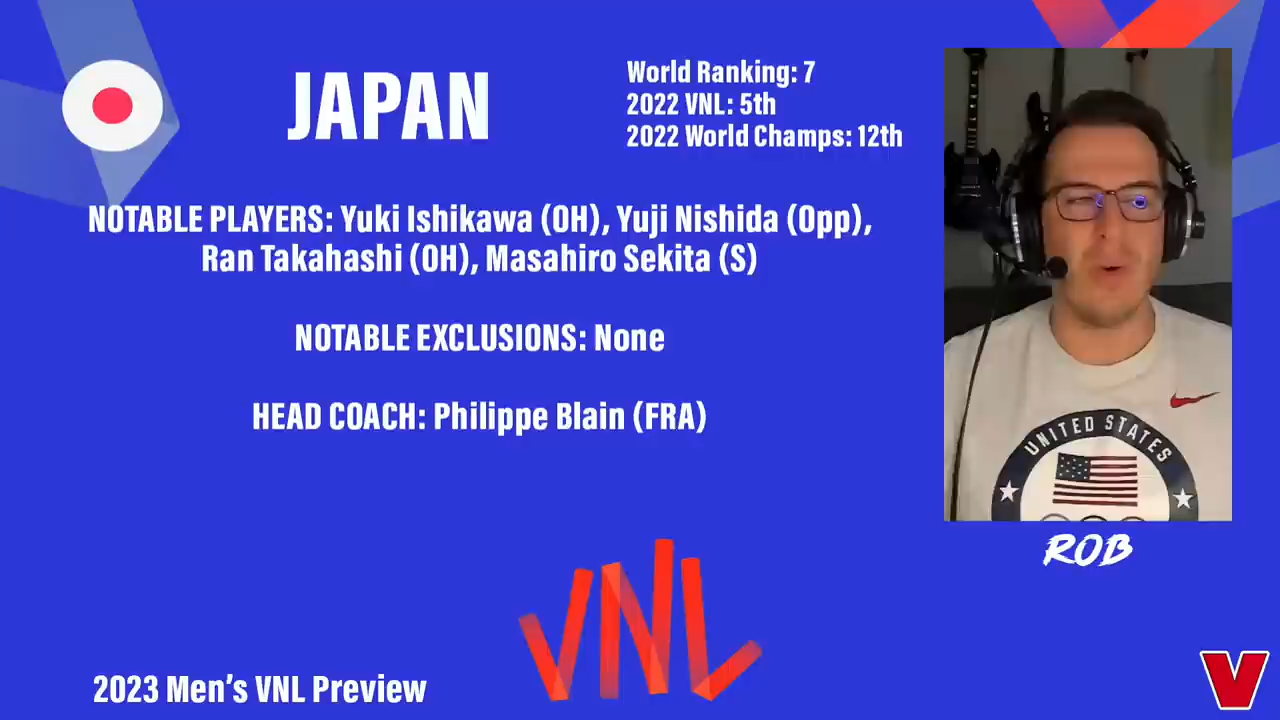 JAPAN
World Ranking: 7
2022 VNL: 5th
2022 World Champs: 12th
NOTABLE PLAYERS: Yuki Ishikawa (OH), Yuji Nishida (Opp),
Ran Takahashi (OH), Masahiro Sekita (S)
NOTABLE EXCLUSIONS: None
HEAD COACH: Philippe Blain (FRA)
UNITED STATES
ROB
VNL
2023 Men's VNL Preview
V